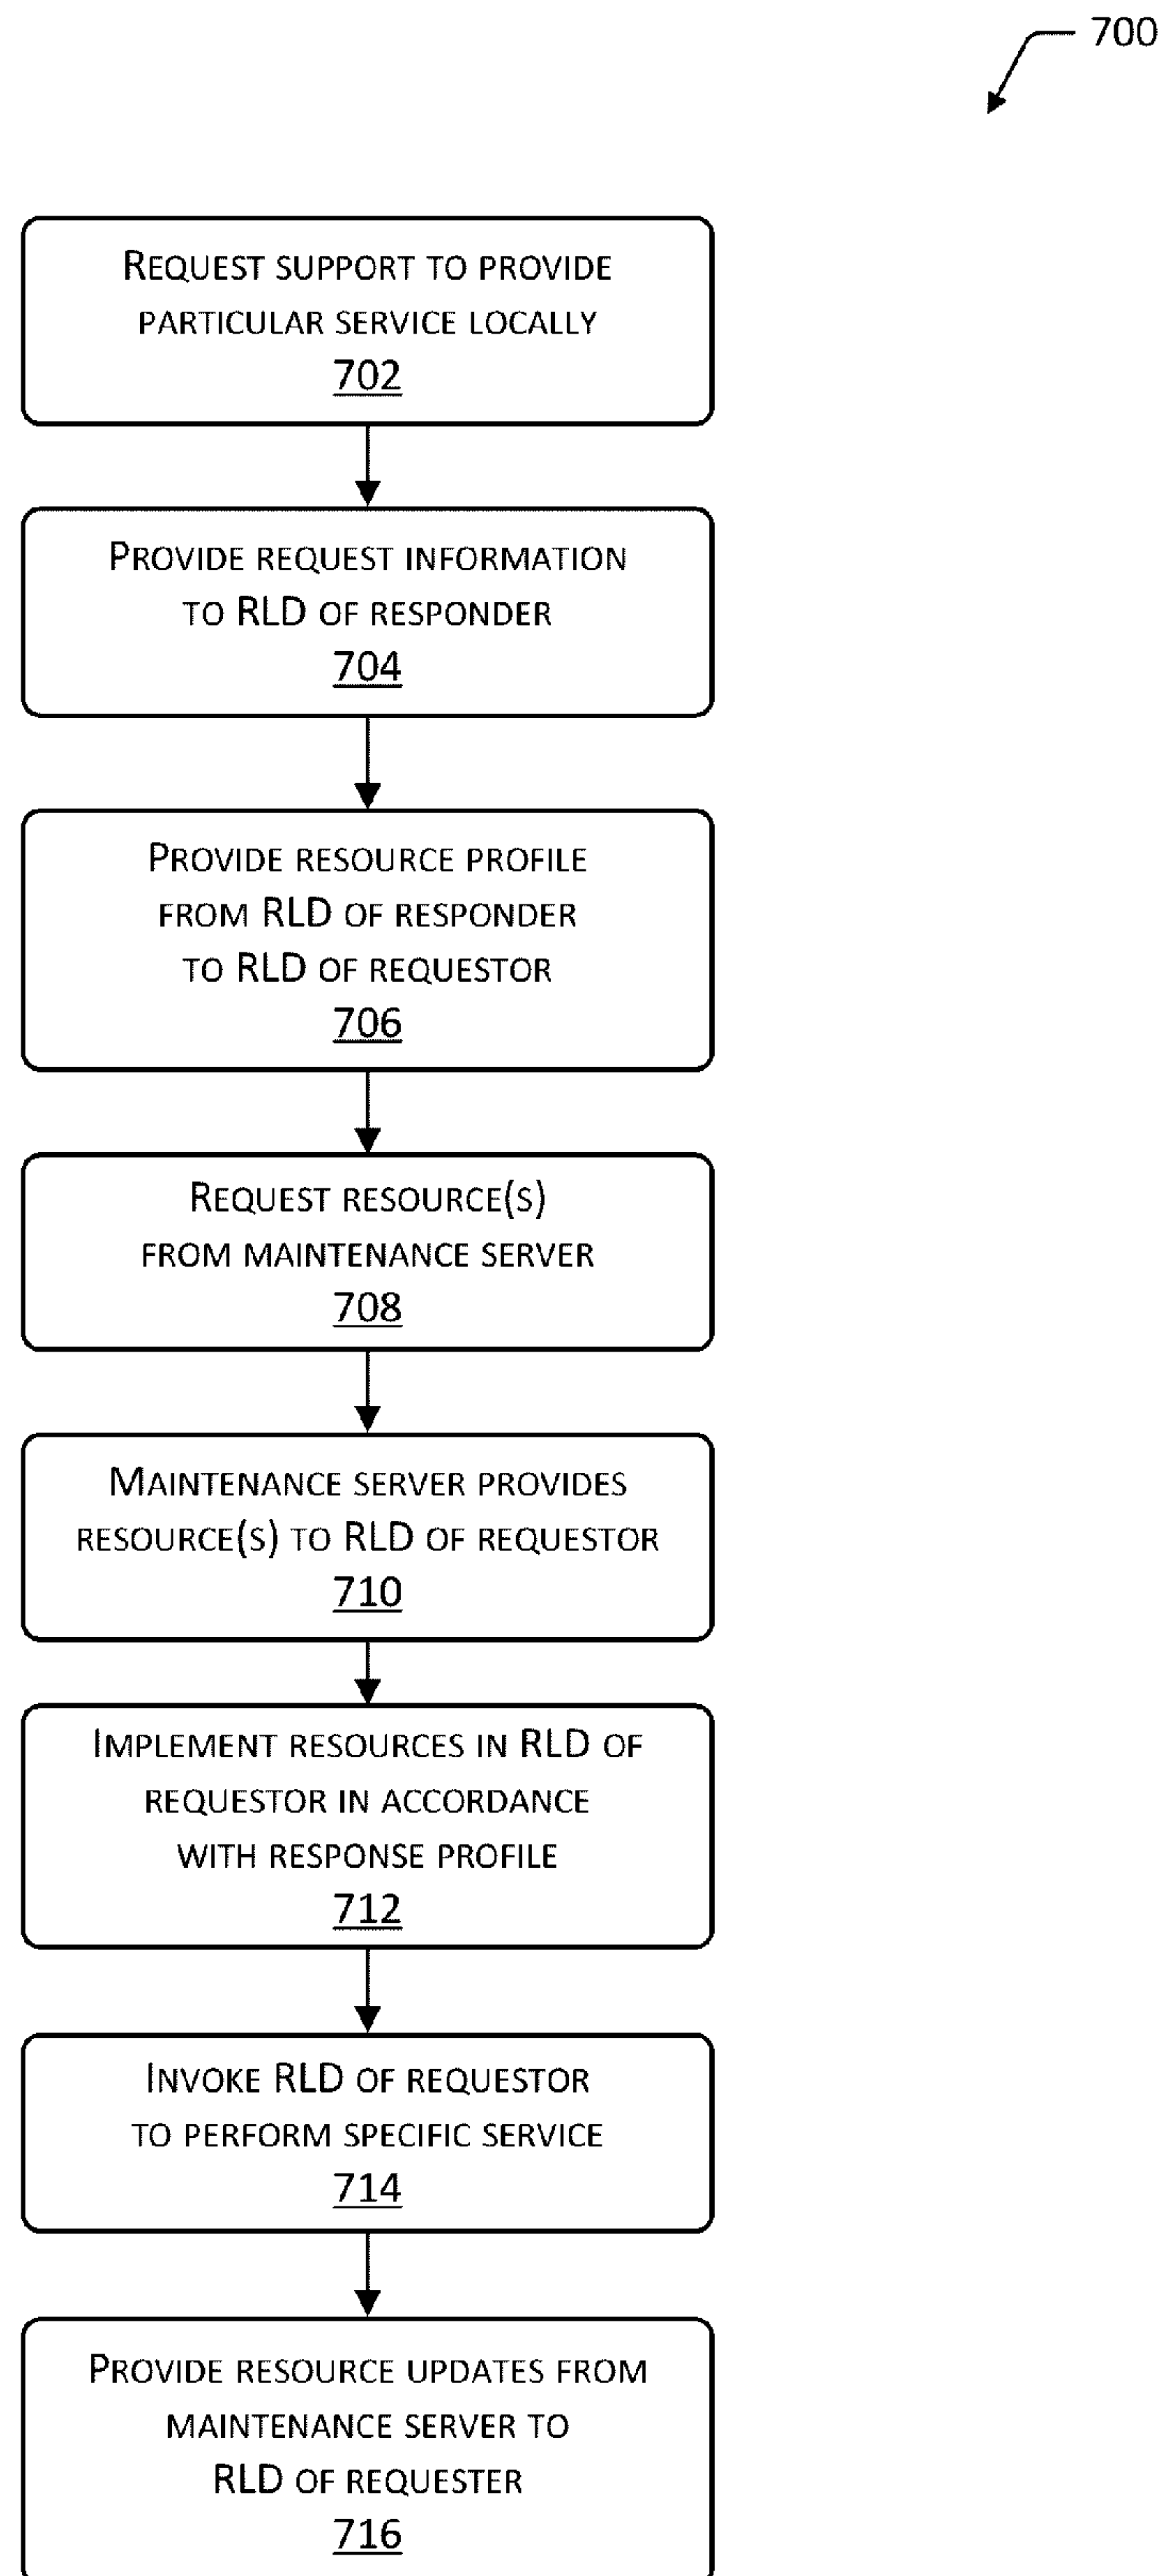 700
Request support to provide
particular service locally
702
Provide request information
to RLD of responder
704
Provide resource profile
from RLD of responder
to RLD of requestor
706
Request resource(s)
from maintenance server
708
Maintenance server provides
resource(s) to RLD of requestor
710
Implement resources in RLD of
requestor in accordance
with response profile
712
Invoke RLD of requestor
to perform specific service
714
Provide resource updates from
maintenance server to
RLD of requester
716